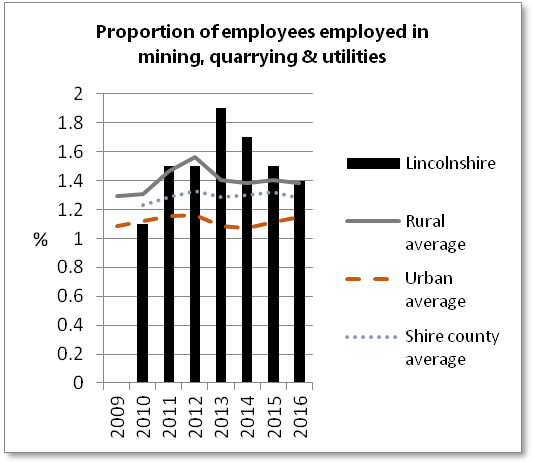 Proportion of employees employed in
mining, quarrying & utilities
2
1.8
1.6
1.4
1.2
1
0.8
0.6
0.4
0.2
0
%
2009
2010
2011
2012
2013
2014
2015
2016
Lincolnshire
Rural
average
Urban
average
Shire county
average